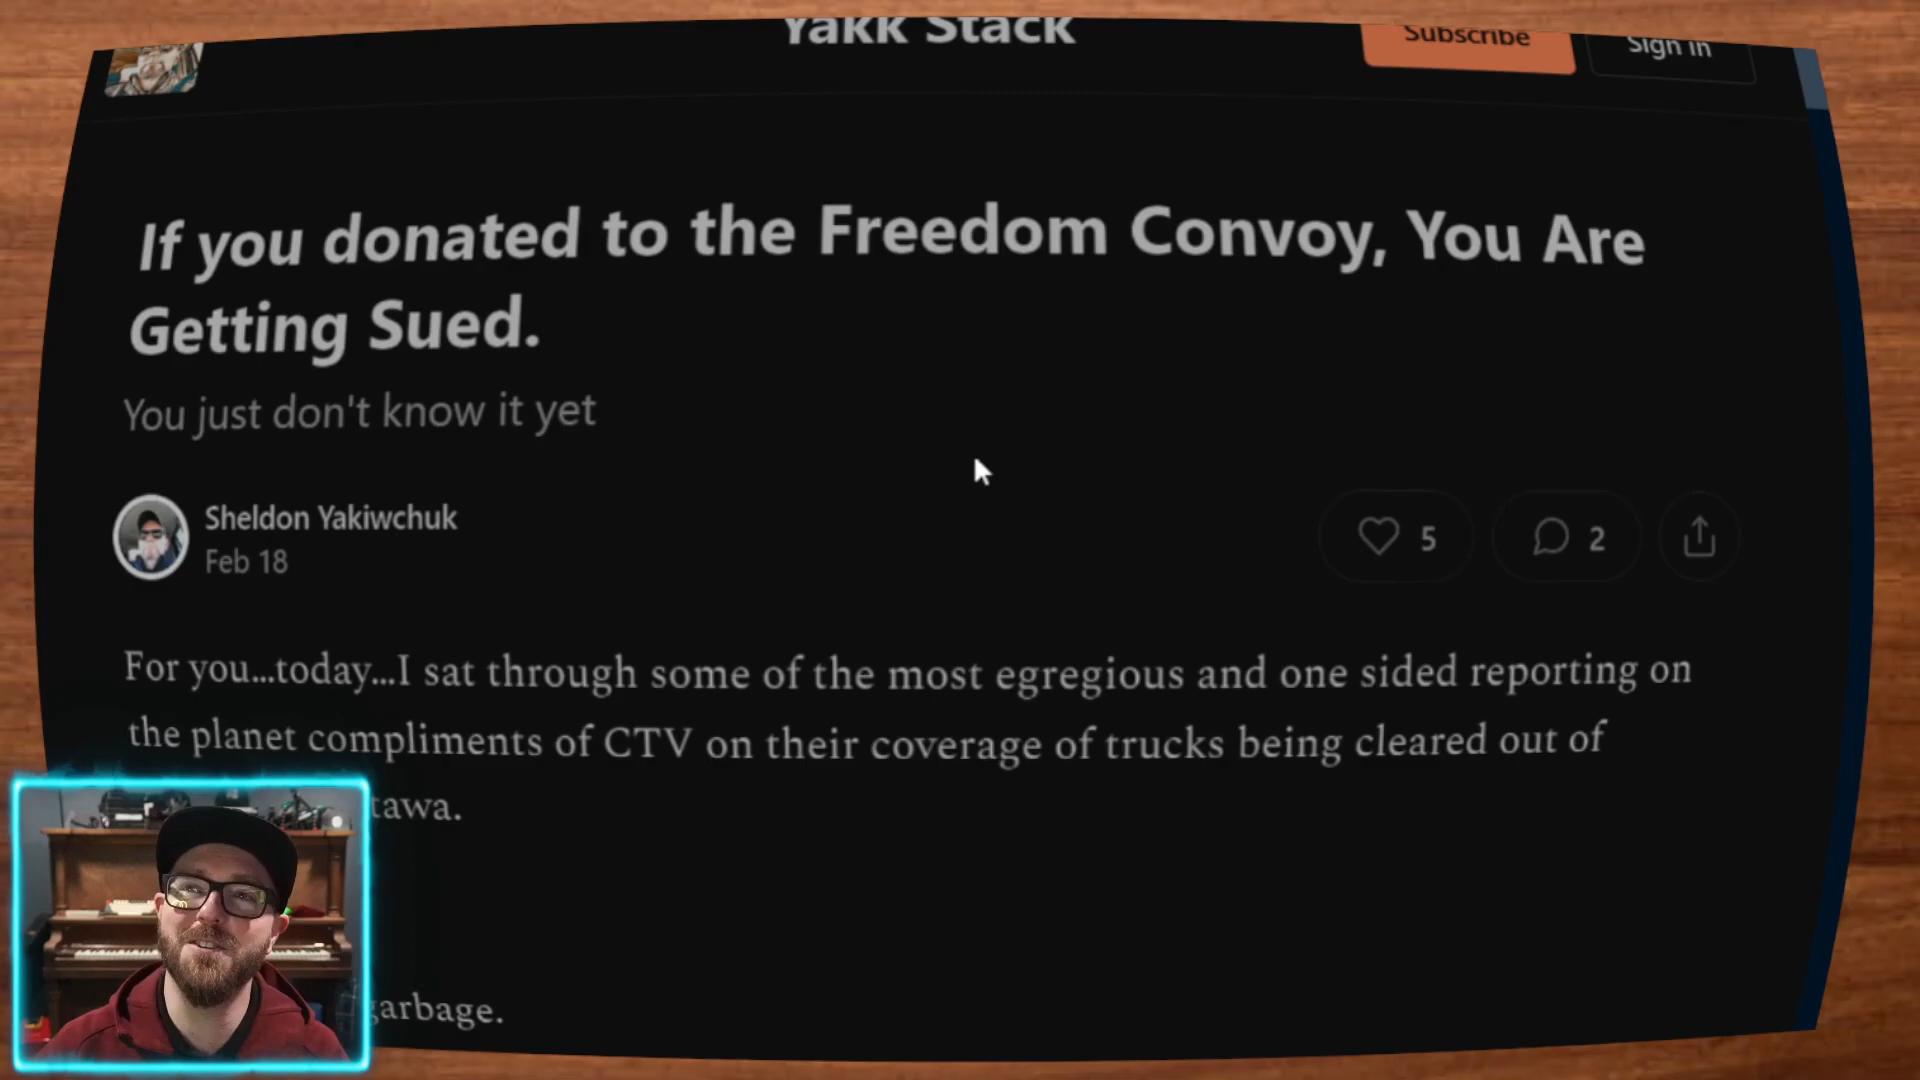 Yakk Stack
Subscribe
Sign in
If you donated to the Freedom Convoy, You Are
Getting Sued.
You just don't know it yet
Sheldon Yakiwchuk
Feb 18
5
2
For you...today...I sat through some of the most egregious and one sided reporting on
the planet compliments of CTV on their coverage of trucks being cleared out of
tawa.
garbage.